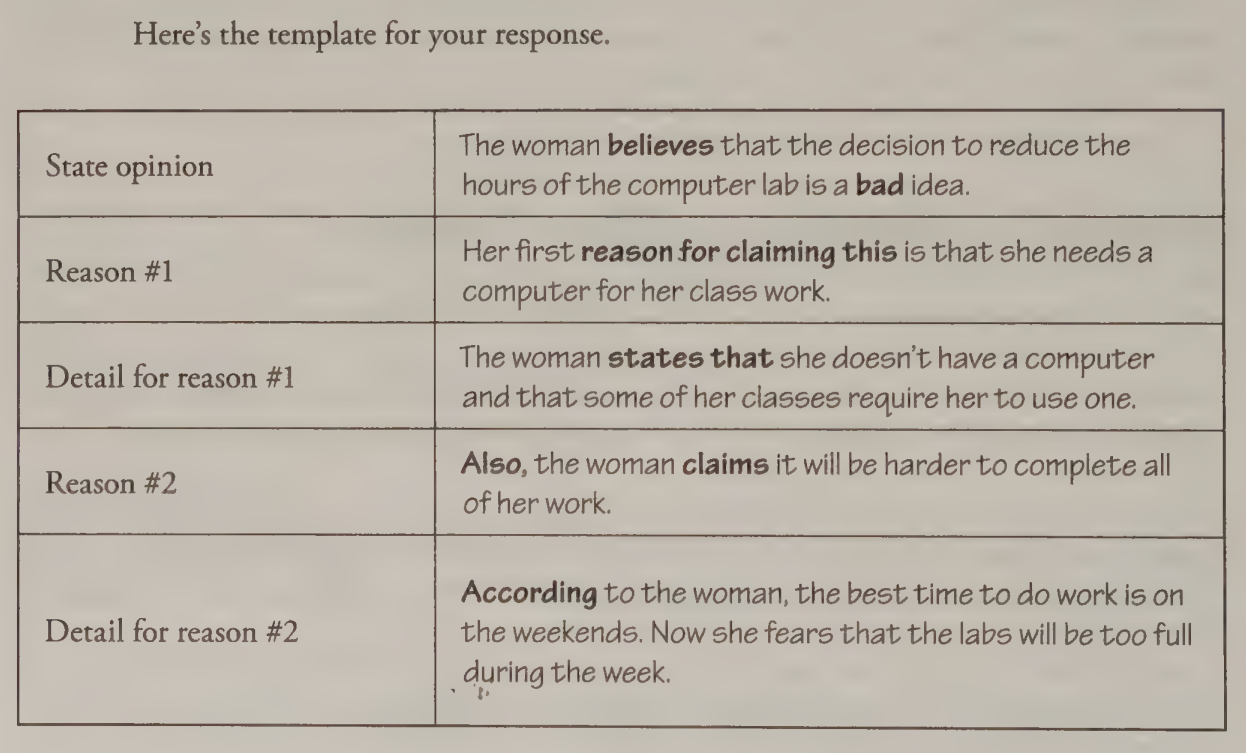 Here's the template for your response.
State opinion
The woman believes that the decision to reduce the
hours of the computer lab is a bad idea.
Reason #1
Her first reason for claiming this is that she needs a
computer for her class work.
Detail for reason #1
The woman states that she doesn't have a computer
and that some of her classes require her to use one.
Reason #2
Also, the woman claims it will be harder to complete all
of her work.
Detail for reason #2
According to the woman, the best time to do work is on
the weekends. Now she fears that the labs will be too full
during the week.